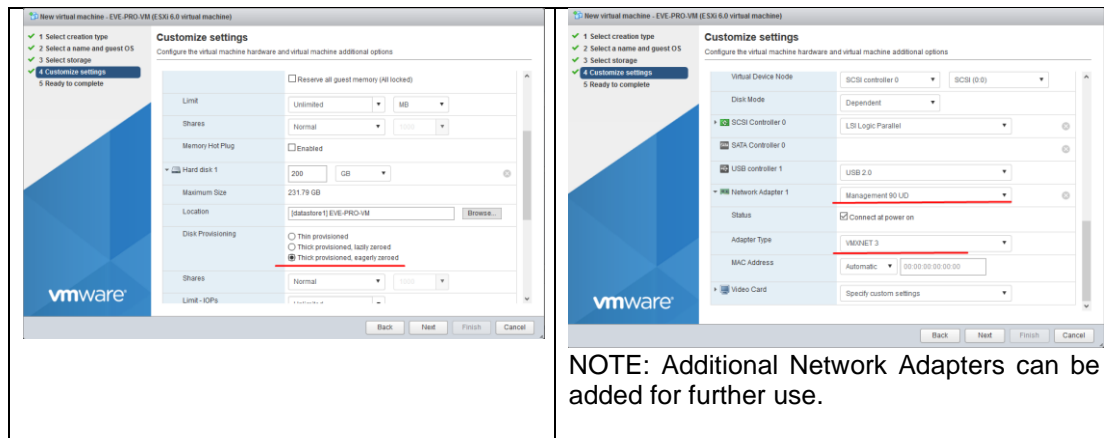 New virtual machine - EVE-PRO-VM (ESXi 6.0 virtual machine)
1 Select creation type
2 Select a name and guest OS
3 Select storage
4 Customize settings
5 Ready to complete
Customize settings
Configure the virtual machine hardware and virtual machine additional options
Reserve all guest memory (All locked)
Limit Unlimited MB
Shares Normal
Memory Hot Plug Enabled
Hard disk 1 200 GB
Maximum Size 231.79 GB
Location [datastore1] EVE-PRO-VM Browse...
Disk Provisioning
Thin provisioned
Thick provisioned, lazily zeroed
Thick provisioned, eagerly zeroed
Shares Normal
Limit - IOPs Unlimited
vmware
Back Next Finish Cancel
New virtual machine - EVE-PRO-VM (ESXi 6.0 virtual machine)
1 Select creation type
2 Select a name and guest OS
3 Select storage
4 Customize settings
5 Ready to complete
Customize settings
Configure the virtual machine hardware and virtual machine additional options
Virtual Device Node SCSI controller 0 SCSI (0:0)
Disk Mode Dependent
SCSI Controller 0 LSI Logic Parallel
SATA Controller 0
USB controller 1 USB 2.0
Network Adapter 1 Management 90 UD
Status Connect at power on
Adapter Type VMXNET 3
MAC Address Automatic 00:00:00:00:00:00
Video Card Specify custom settings
vmware
Back Next Finish Cancel
NOTE: Additional Network Adapters can be
added for further use.